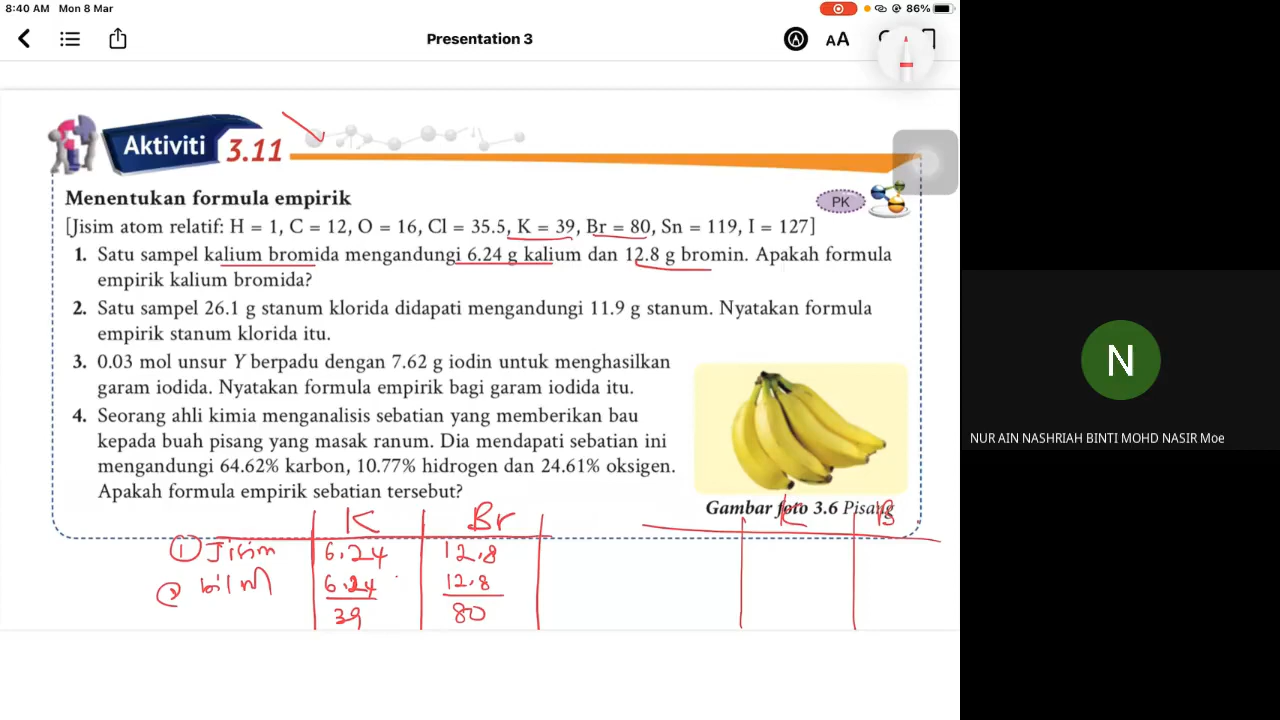 8:40 AM Mon 8 Mar
86%
Presentation 3
AA
Aktiviti 3.11
Menentukan formula empirik
PK
[Jisim atom relatif: H = 1, C = 12, O = 16, Cl = 35.5, K = 39, Br = 80, Sn = 119, I = 127]
1. Satu sampel kalium bromida mengandungi 6.24 g kalium dan 12.8 g bromin. Apakah formula
empirik kalium bromida?
2. Satu sampel 26.1 g stanum klorida didapati mengandungi 11.9 g stanum. Nyatakan formula
empirik stanum klorida itu.
3. 0.03 mol unsur Y berpadu dengan 7.62 g iodin untuk menghasilkan
garam iodida. Nyatakan formula empirik bagi garam iodida itu.
4. Seorang ahli kimia menganalisis sebatian yang memberikan bau
kepada buah pisang yang masak ranum. Dia mendapati sebatian ini
mengandungi 64.62% karbon, 10.77% hidrogen dan 24.61% oksigen.
Apakah formula empirik sebatian tersebut?
Gambar foto 3.6 Pisang
K Br
K B
1 Jisim 6.24 12.8
2 bil 6.24 12.8
39 80
N
NUR AIN NASHRIAH BINTI MOHD NASIR Moe